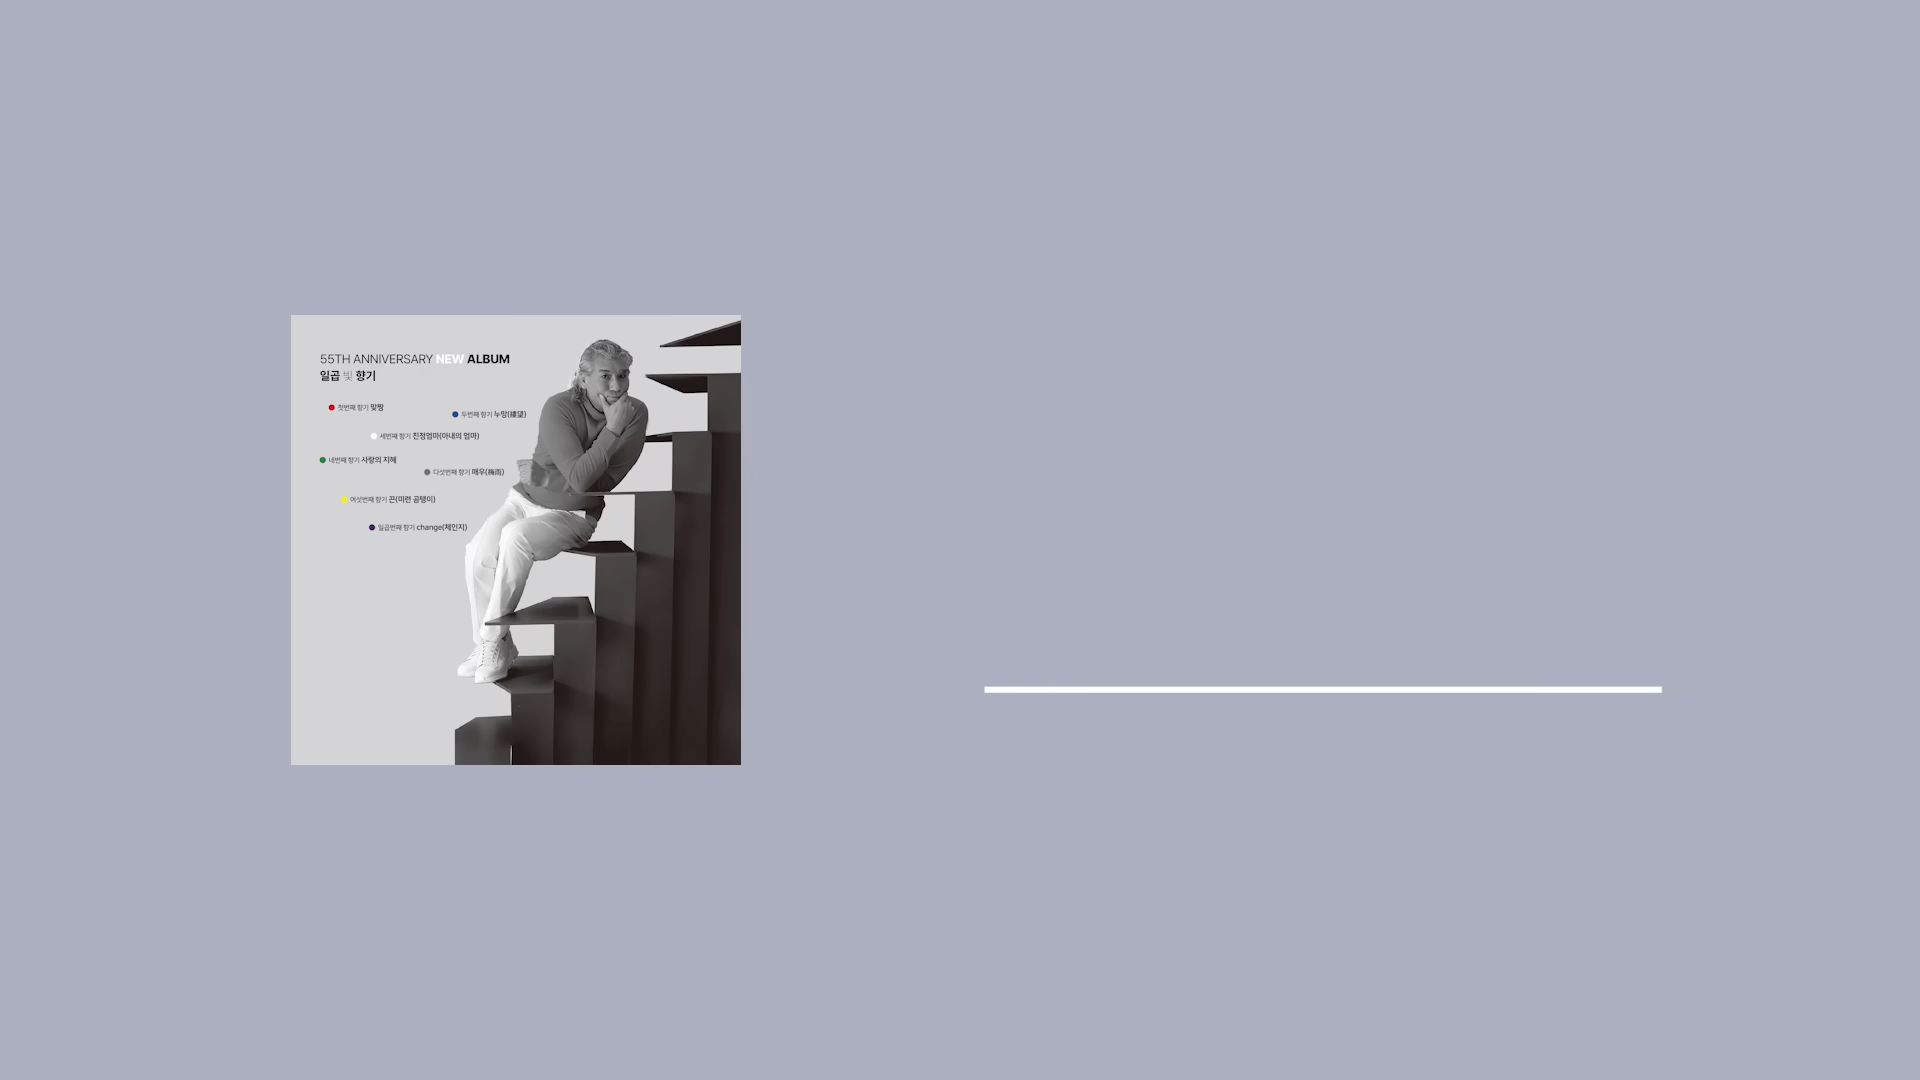 55TH ANNIVERSARY NEW ALBUM
일곱 빛 향기
첫번째 향기 맞짱
두번째 향기 누망(縷望)
세번째 향기 친정엄마(아내의 엄마)
네번째 향기 사랑의 지혜
다섯번째 향기 매우(梅雨)
여섯번째 향기 끈(미련 곰탱이)
일곱번째 향기 change(체인지)